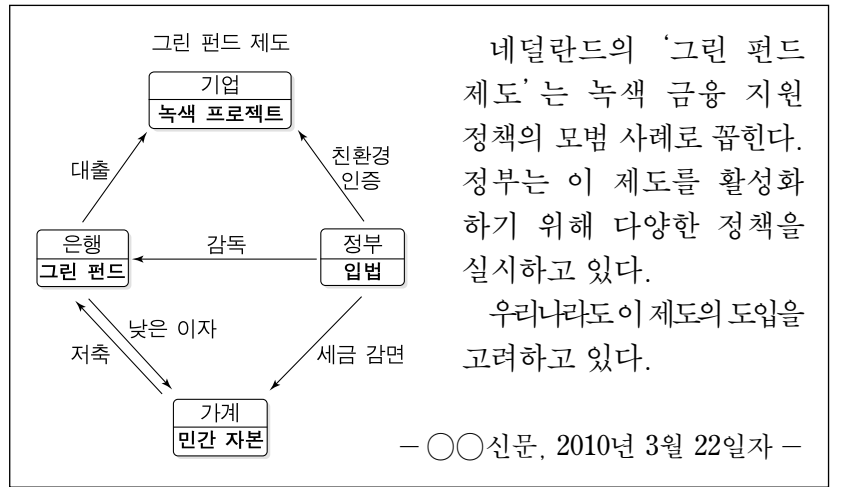 그린 펀드 제도
기업
녹색 프로젝트
대출
친환경
인증
은행
그린 펀드
감독
정부
입법
낮은 이자
저축
세금 감면
가계
민간 자본
네덜란드의 ‘그린 펀드
제도’는 녹색 금융 지원
정책의 모범 사례로 꼽힌다.
정부는 이 제도를 활성화
하기 위해 다양한 정책을
실시하고 있다.
우리나라도 이 제도의 도입을
고려하고 있다.
- ○○신문, 2010년 3월 22일자 -